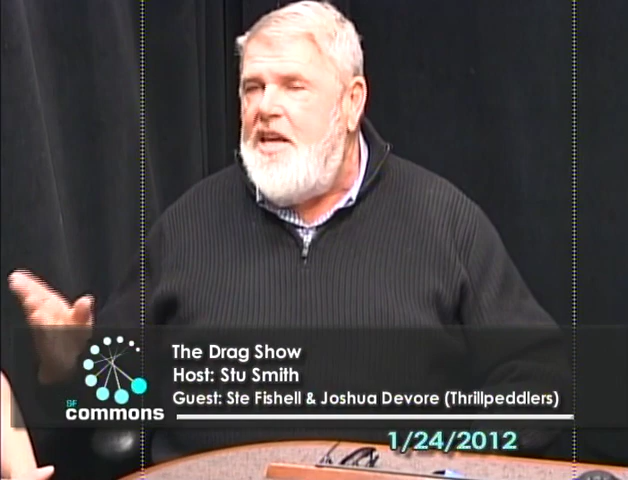 The Drag Show
Host: Stu Smith
Guest: Ste Fishell & Joshua Devore (Thrillpeddlers)
SF
commons
1/24/2012